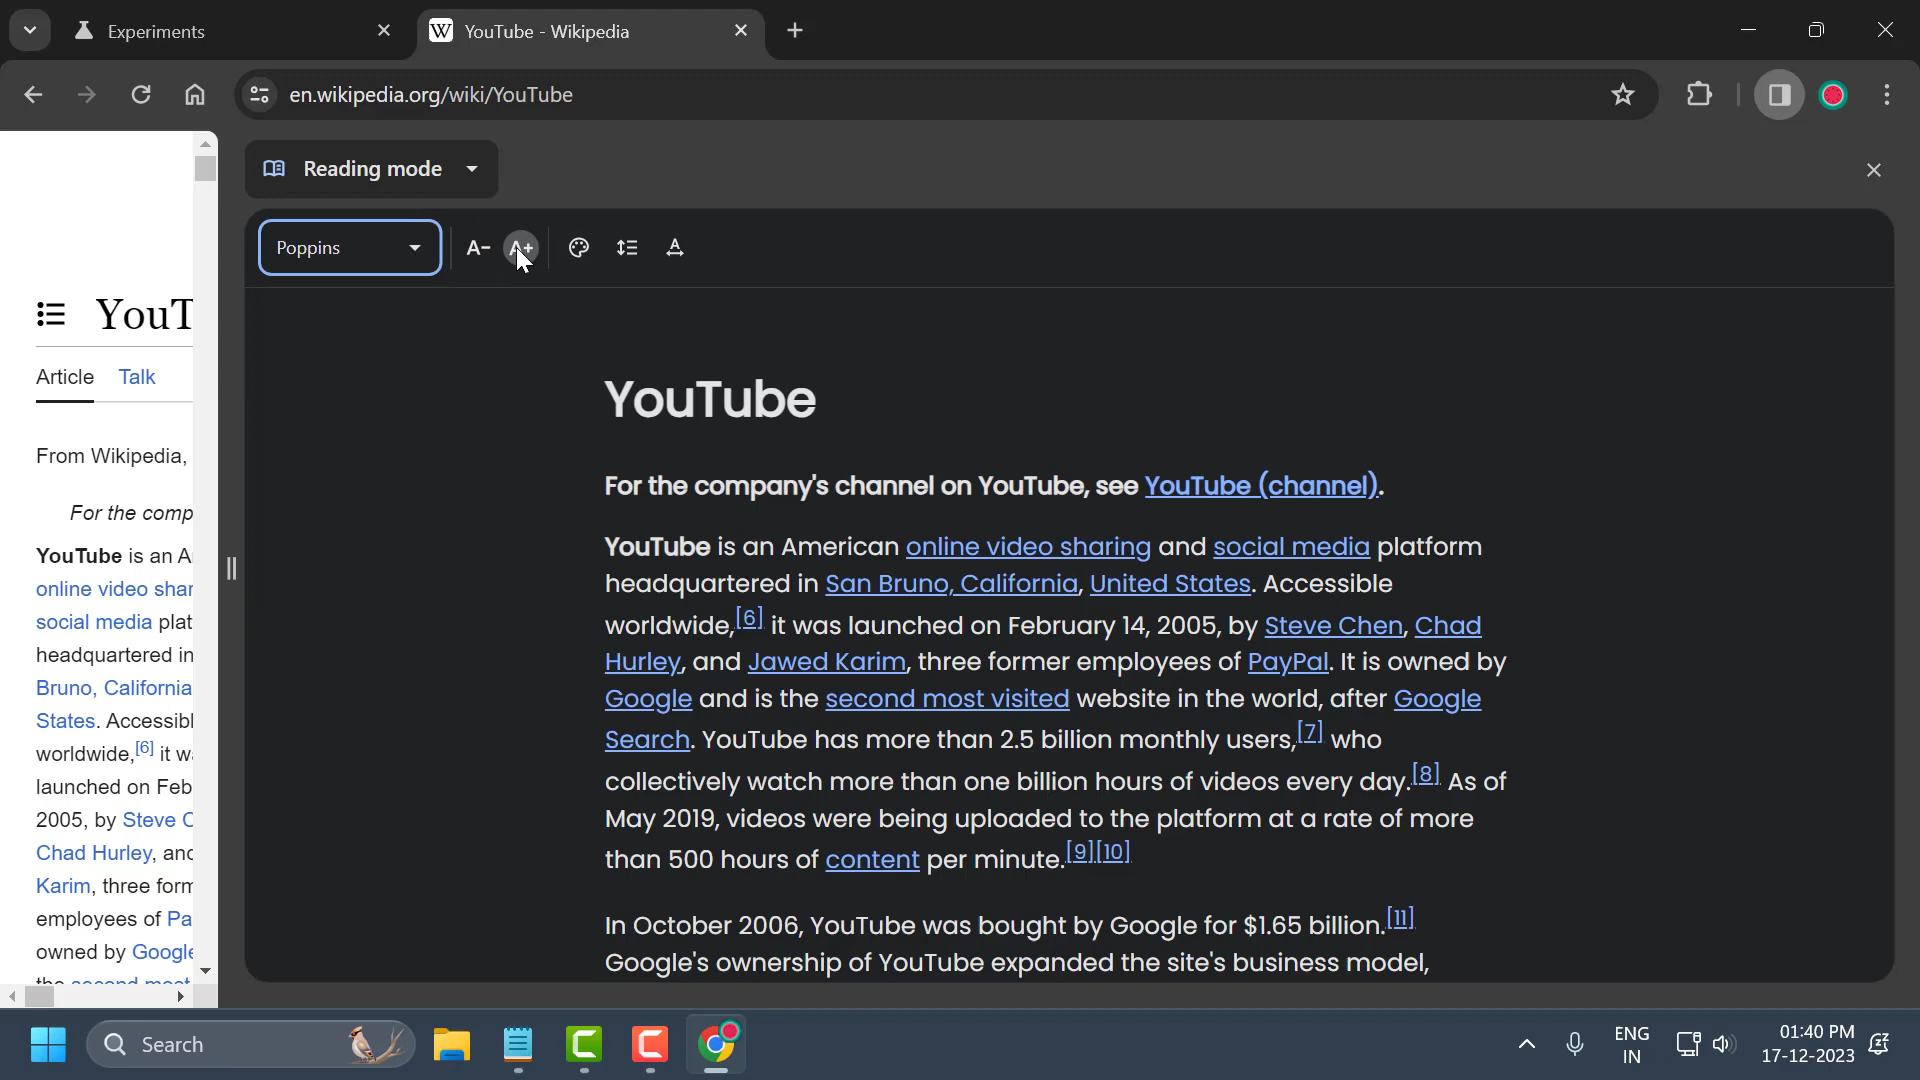 Experiments
W YouTube - Wikipedia
en.wikipedia.org/wiki/YouTube
Reading mode
Poppins
A-
A+
A
YouT
Article Talk
From Wikipedia,
For the comp
YouTube is an A
online video shar
social media plat
headquartered in
Bruno, California
States. Accessibl
worldwide,[6] it wa
launched on Feb
2005, by Steve C
Chad Hurley, and
Karim, three form
employees of Pa
owned by Google
the second most
YouTube
For the company's channel on YouTube, see YouTube (channel).
YouTube is an American online video sharing and social media platform
headquartered in San Bruno, California, United States. Accessible
worldwide,[6] it was launched on February 14, 2005, by Steve Chen, Chad
Hurley, and Jawed Karim, three former employees of PayPal. It is owned by
Google and is the second most visited website in the world, after Google
Search. YouTube has more than 2.5 billion monthly users,[7] who
collectively watch more than one billion hours of videos every day.[8] As of
May 2019, videos were being uploaded to the platform at a rate of more
than 500 hours of content per minute.[9][10]
In October 2006, YouTube was bought by Google for $1.65 billion.[11]
Google's ownership of YouTube expanded the site's business model,
Search
ENG
IN
01:40 PM
17-12-2023